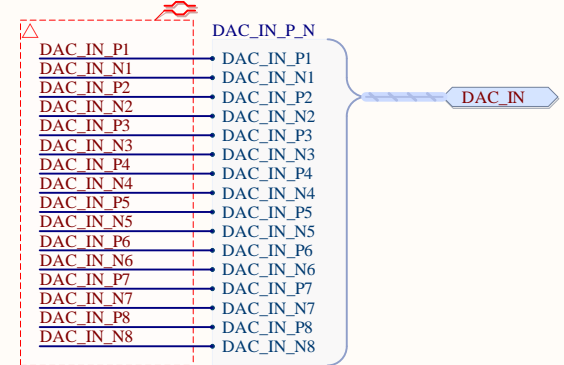 DAC_IN_P_N
DAC_IN_P1 DAC_IN_P1
DAC_IN_N1 DAC_IN_N1
DAC_IN_P2 DAC_IN_P2 DAC_IN
DAC_IN_N2 DAC_IN_N2
DAC_IN_P3 DAC_IN_P3
DAC_IN_N3 DAC_IN_N3
DAC_IN_P4 DAC_IN_P4
DAC_IN_N4 DAC_IN_N4
DAC_IN_P5 DAC_IN_P5
DAC_IN_N5 DAC_IN_N5
DAC_IN_P6 DAC_IN_P6
DAC_IN_N6 DAC_IN_N6
DAC_IN_P7 DAC_IN_P7
DAC_IN_N7 DAC_IN_N7
DAC_IN_P8 DAC_IN_P8
DAC_IN_N8 DAC_IN_N8